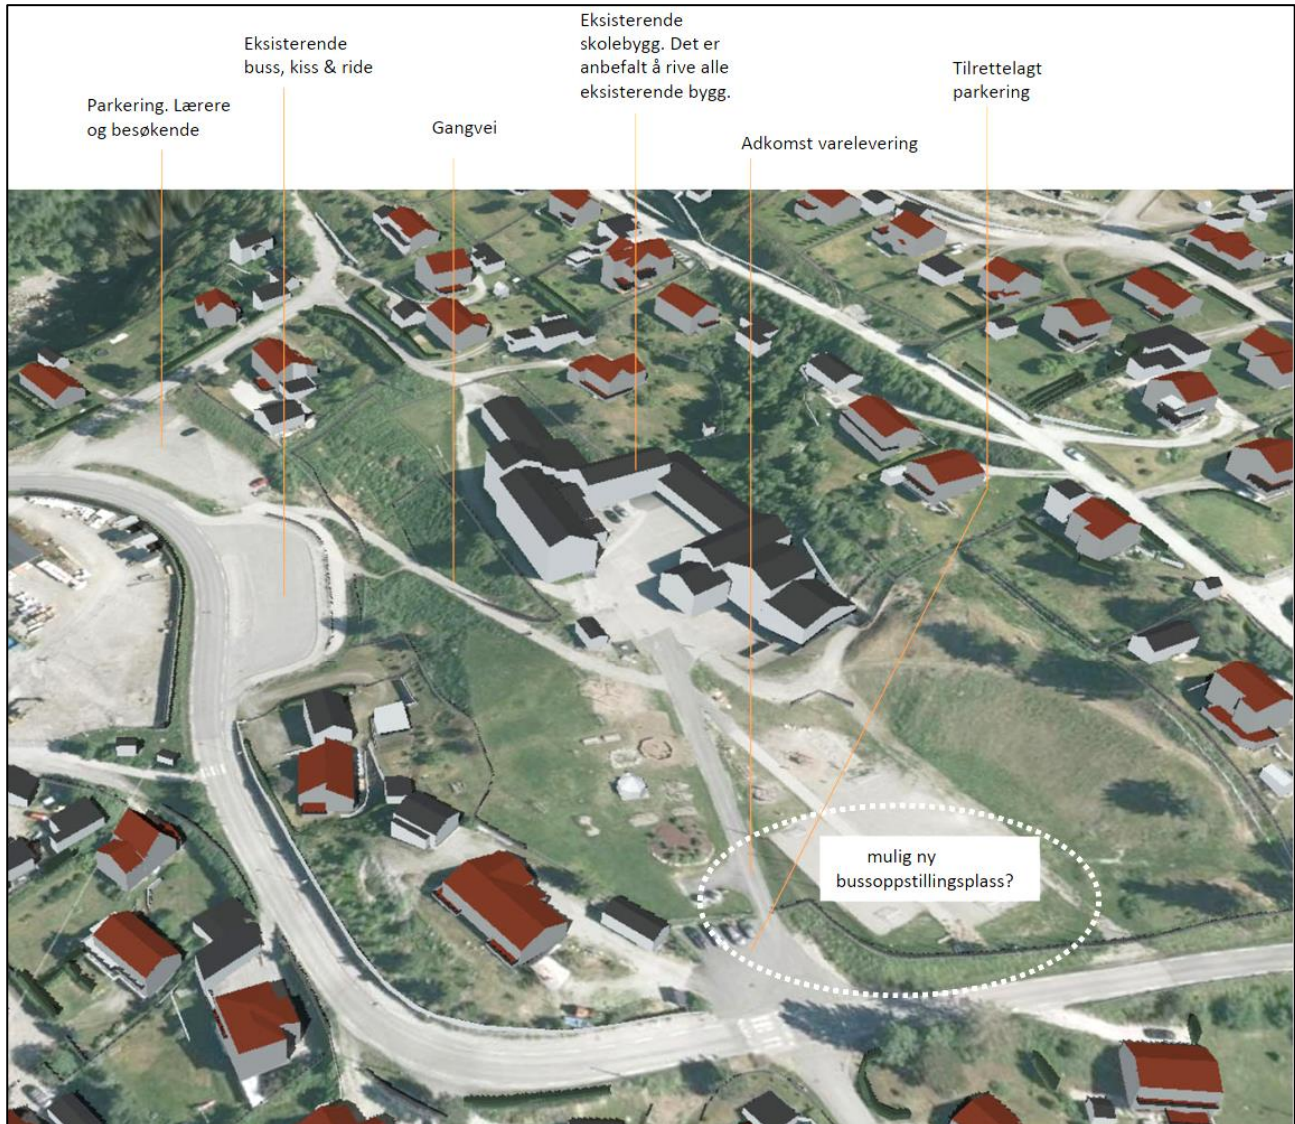 Eksisterende
skolebygg. Det er
anbefalt å rive alle
eksisterende bygg.
Eksisterende
buss, kiss & ride
Tilrettelagt
parkering
Parkering. Lærere
og besøkende
Gangvei
Adkomst varelevering
mulig ny
bussoppstillingsplass?